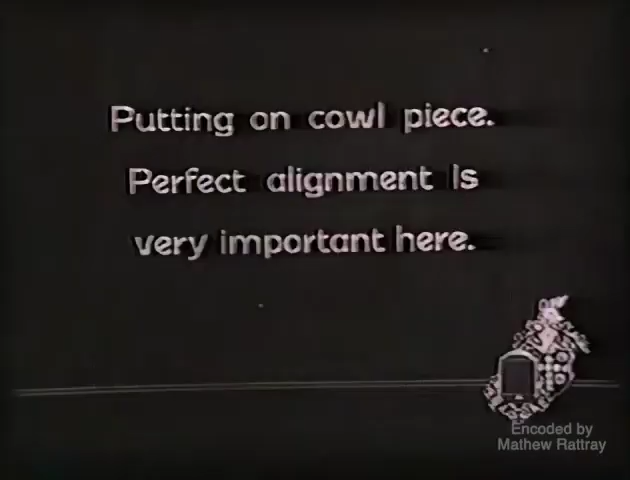 Putting on cowl piece.
Perfect alignment is
very important here.
Encoded by
Mathew Rattray